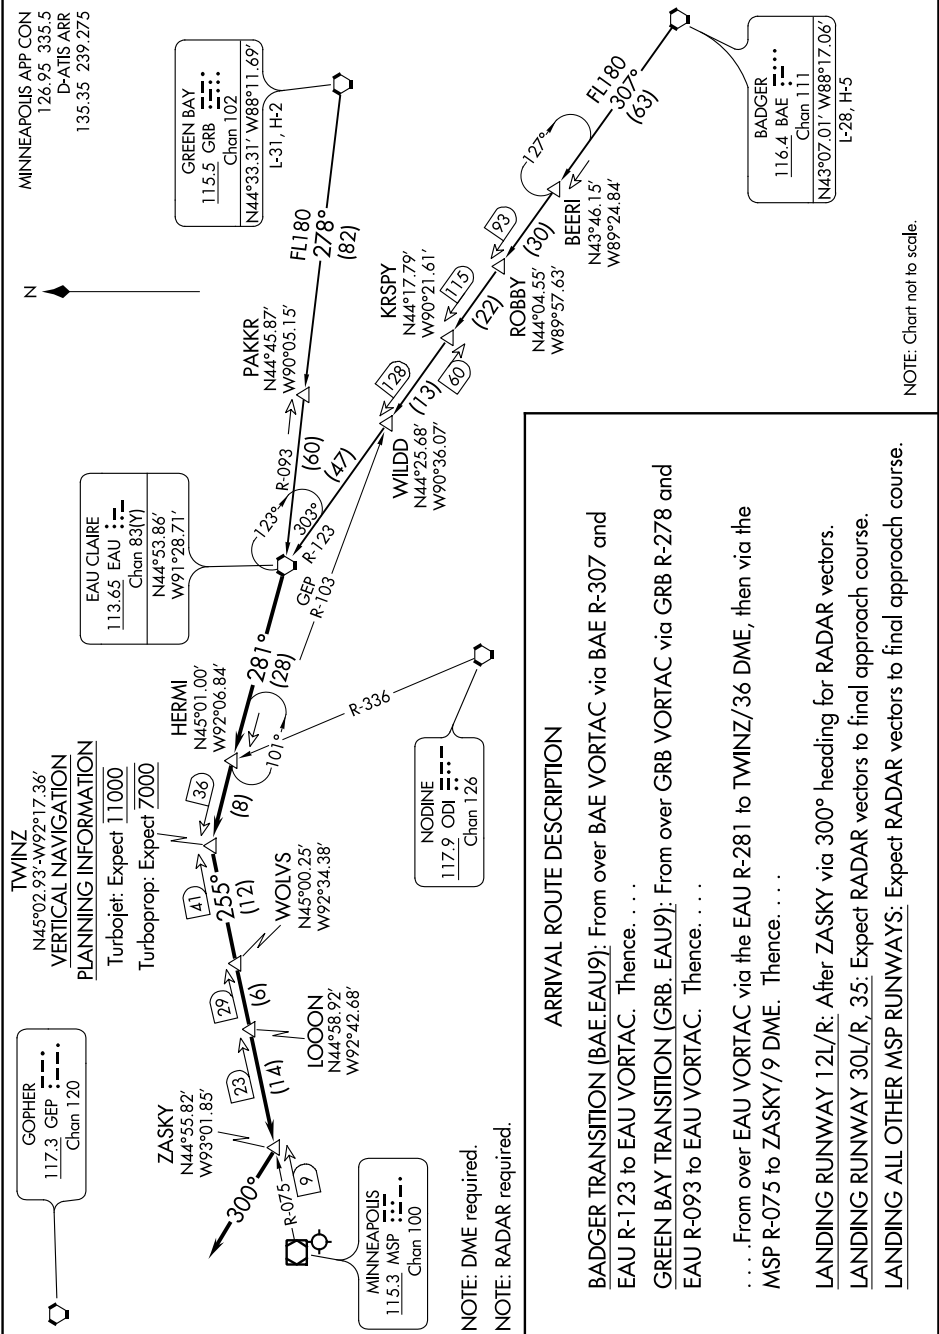 MINNEAPOLIS APP CON
126.95 335.5
D-ATIS ARR
135.35 239.275
TWINZ
N45°02.93'-W92°17.36'
VERTICAL NAVIGATION
PLANNING INFORMATION
Turbojet: Expect 11000
Turboprop: Expect 7000
GOPHER
117.3 GEP
Chan 120
EAU CLAIRE
113.65 EAU
Chan 83(Y)
N44°53.86'
W91°28.71'
GREEN BAY
115.5 GRB
Chan 102
N44°33.31' W88°11.69'
L-31, H-2
N
FL180
278°
(82)
PAKKR
N44°45.87'
W90°05.15'
R-093
(60)
HERMI
N45°01.00'
W92°06.84'
281°
(28)
123°
303°
R-123
(47)
GEP
R-103
101°
R-336
36
(8)
41
255°
(12)
WOLVS
N45°00.25'
W92°34.38'
29
(6)
LOOON
N44°58.92'
W92°42.68'
23
(14)
ZASKY
N44°55.82'
W93°01.85'
300°
R-075
9
MINNEAPOLIS
115.3 MSP
Chan 100
NODINE
117.9 ODI
Chan 126
WILDD
N44°25.68'
W90°36.07'
128
(13)
KRSPY
N44°17.79'
W90°21.61'
115
60
(22)
ROBBY
N44°04.55'
W89°57.63'
93
(30)
BEERI
N43°46.15'
W89°24.84'
127°
FL180
307°
(63)
BADGER
116.4 BAE
Chan 111
N43°07.01' W88°17.06'
L-28, H-5
NOTE: DME required.
NOTE: RADAR required.
NOTE: Chart not to scale.
ARRIVAL ROUTE DESCRIPTION
BADGER TRANSITION (BAE.EAU9): From over BAE VORTAC via BAE R-307 and
EAU R-123 to EAU VORTAC. Thence. . . .
GREEN BAY TRANSITION (GRB. EAU9): From over GRB VORTAC via GRB R-278 and
EAU R-093 to EAU VORTAC. Thence. . . .
. . . .From over EAU VORTAC via the EAU R-281 to TWINZ/36 DME, then via the
MSP R-075 to ZASKY/9 DME. Thence. . . .
LANDING RUNWAY 12L/R: After ZASKY via 300° heading for RADAR vectors.
LANDING RUNWAY 30L/R, 35: Expect RADAR vectors to final approach course.
LANDING ALL OTHER MSP RUNWAYS: Expect RADAR vectors to final approach course.